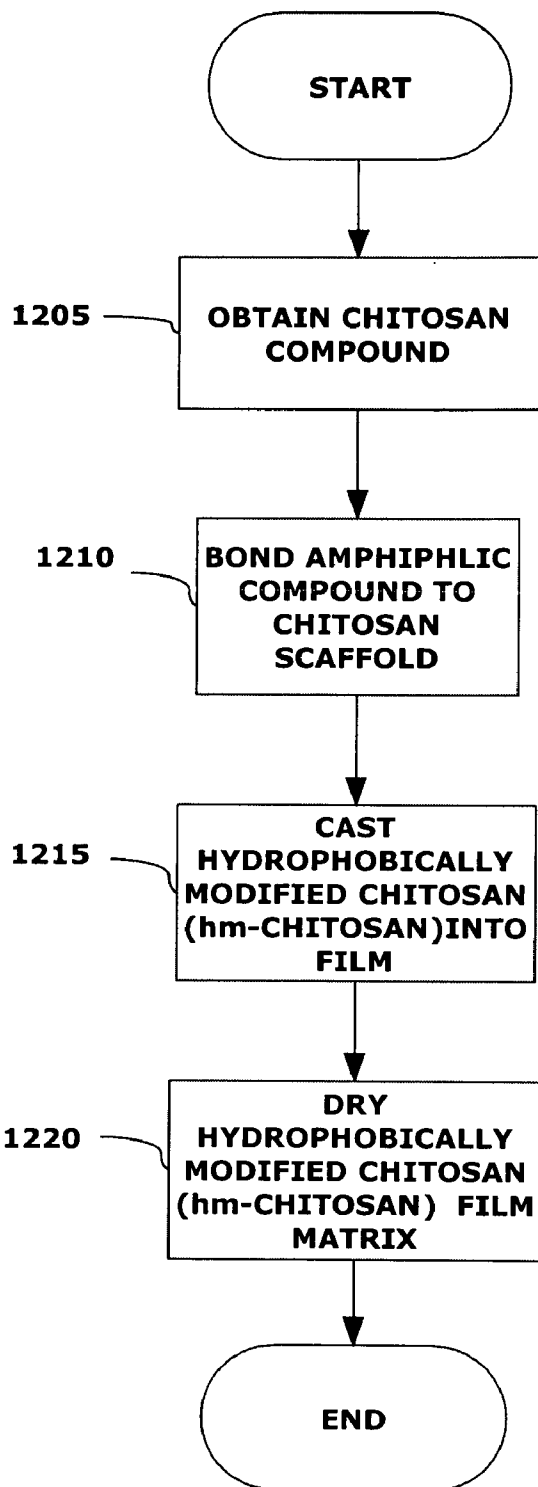 START
1205
OBTAIN CHITOSAN
COMPOUND
1210
BOND AMPHIPHLIC
COMPOUND TO
CHITOSAN
SCAFFOLD
1215
CAST
HYDROPHOBICALLY
MODIFIED CHITOSAN
(hm-CHITOSAN)INTO
FILM
1220
DRY
HYDROPHOBICALLY
MODIFIED CHITOSAN
(hm-CHITOSAN) FILM
MATRIX
END